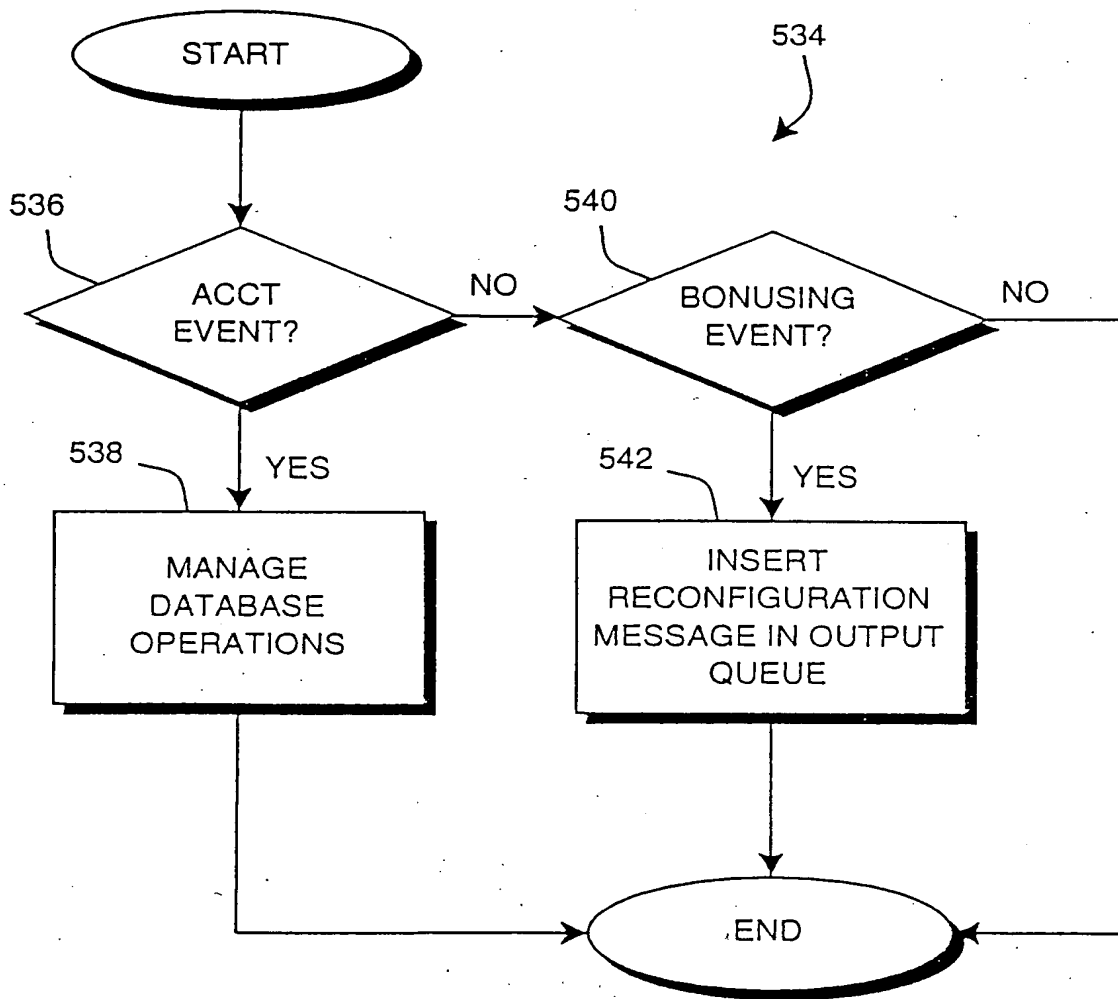 START
534
536
ACCT
EVENT?
NO
540
BONUSING
EVENT?
NO
538
YES
MANAGE
DATABASE
OPERATIONS
542
YES
INSERT
RECONFIGURATION
MESSAGE IN OUTPUT
QUEUE
END